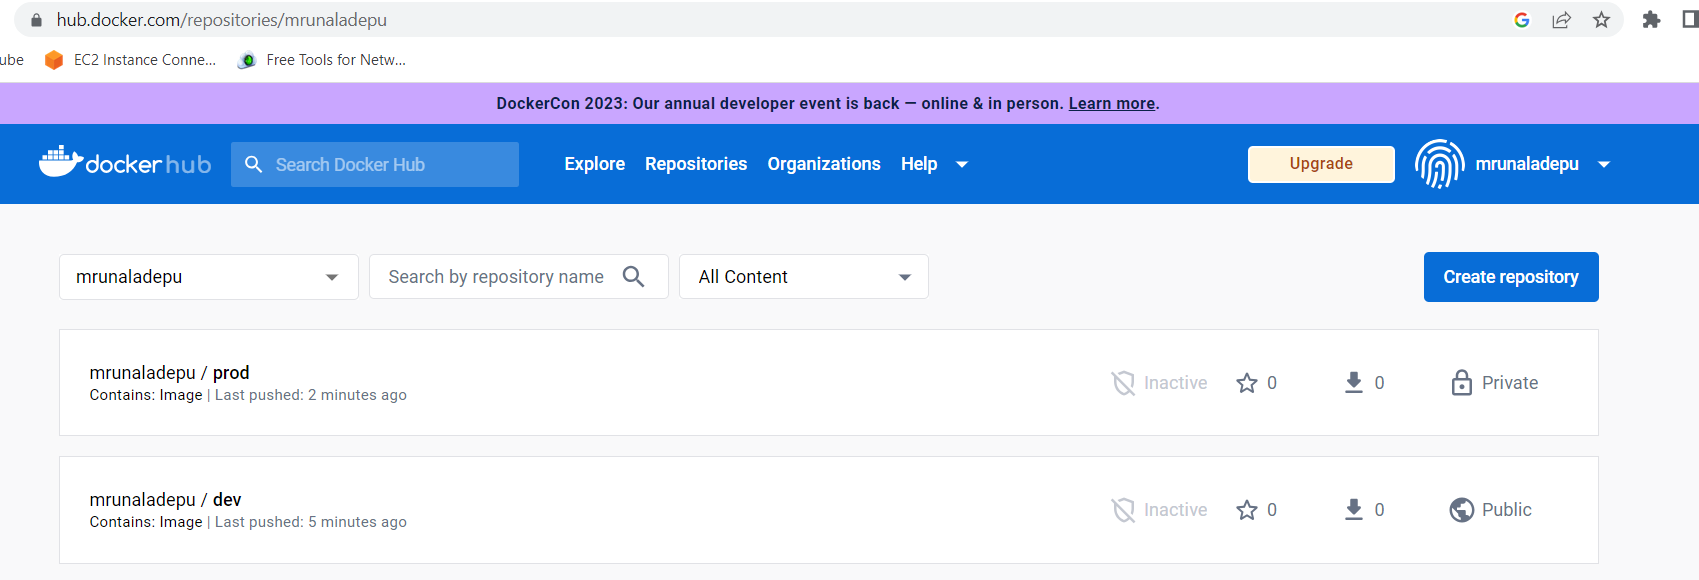 hub.docker.com/repositories/mrunaladepu
ube EC2 Instance Conne... Free Tools for Netw...
DockerCon 2023: Our annual developer event is back — online & in person. Learn more.
docker hub Search Docker Hub Explore Repositories Organizations Help Upgrade mrunaladepu
mrunaladepu Search by repository name All Content Create repository
mrunaladepu / prod
Contains: Image | Last pushed: 2 minutes ago Inactive 0 0 Private
mrunaladepu / dev
Contains: Image | Last pushed: 5 minutes ago Inactive 0 0 Public